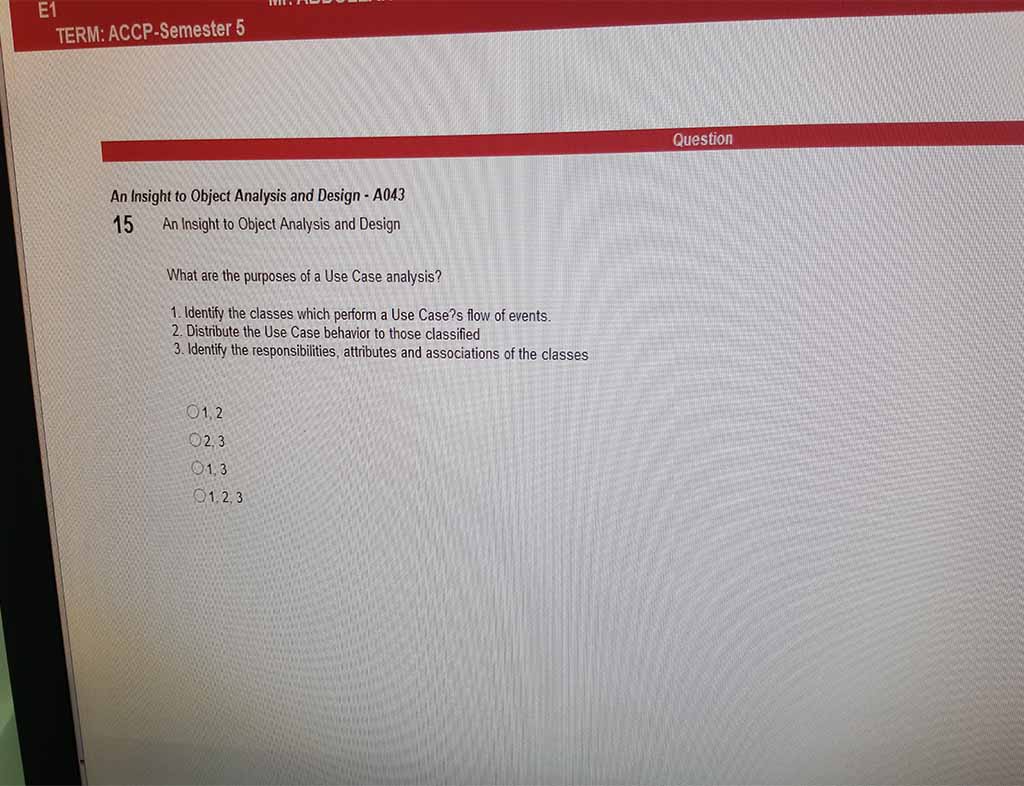 E1
TERM: ACCP-Semester 5
Question
An Insight to Object Analysis and Design - A043
15 An Insight to Object Analysis and Design
What are the purposes of a Use Case analysis?
1. Identify the classes which perform a Use Case?s flow of events.
2. Distribute the Use Case behavior to those classified
3. Identify the responsibilities, attributes and associations of the classes
1, 2
2, 3
1, 3
1, 2, 3